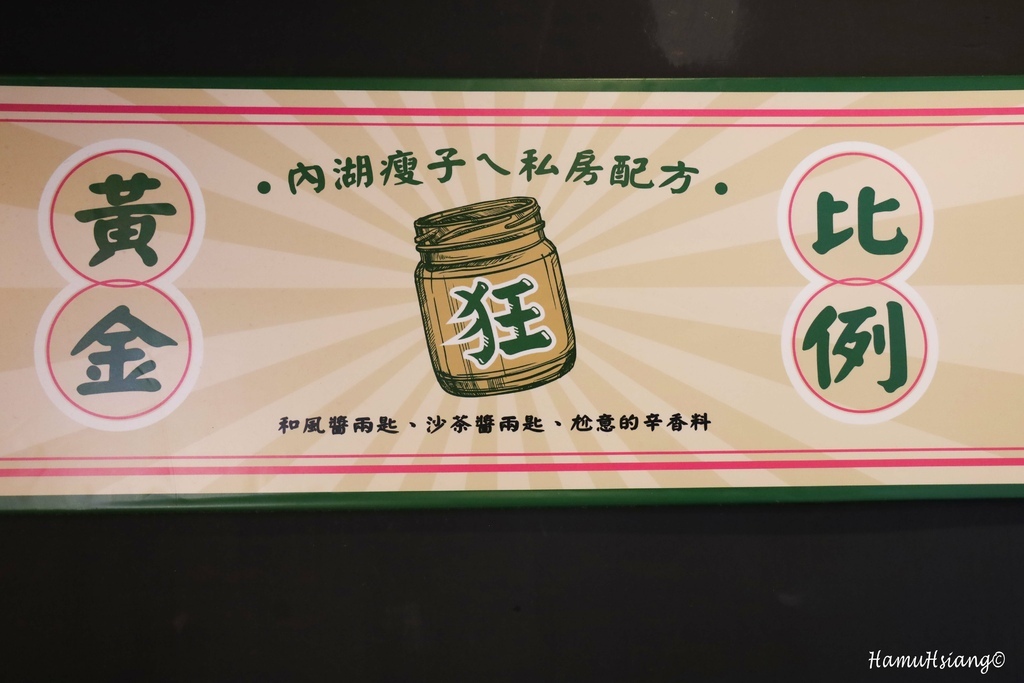 黃金
•內湖瘦子ㄟ私房配方•
狂
和風醬兩匙、沙茶醬兩匙、尬意的辛香料
比例
HamuHsiang©